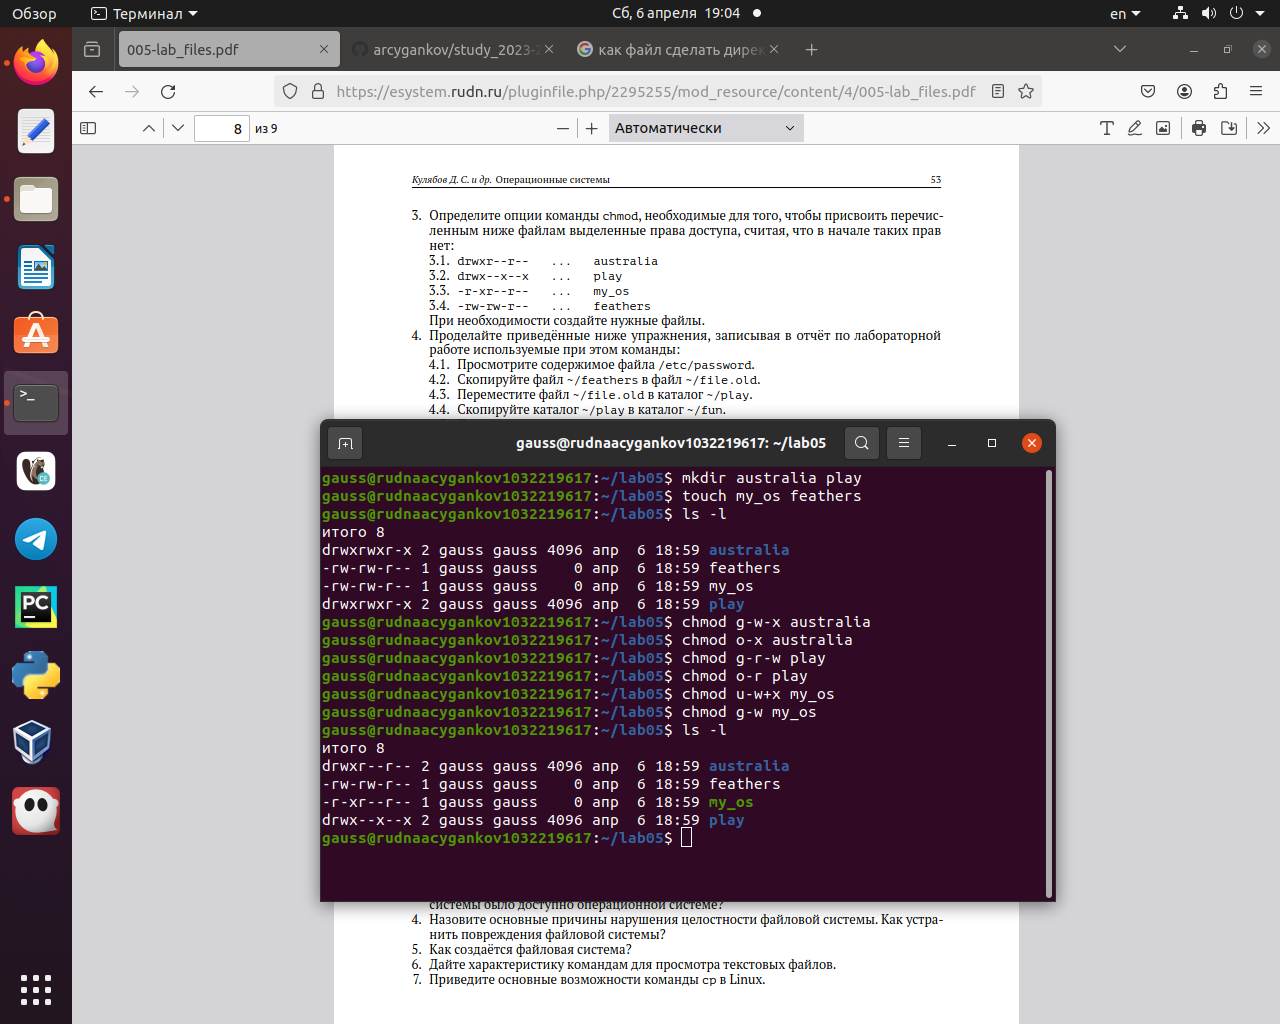 Обзор
Терминал
Сб, 6 апреля 19:04
en
005-lab_files.pdf
arcygankov/study_2023-2
как файл сделать дирек
https://esystem.rudn.ru/pluginfile.php/2295255/mod_resource/content/4/005-lab_files.pdf
8
из 9
Автоматически
Кулябов Д. С. и др. Операционные системы
53
3. Определите опции команды chmod, необходимые для того, чтобы присвоить перечис-
ленным ниже файлам выделенные права доступа, считая, что в начале таких прав
нет:
3.1. drwxr--r-- ... australia
3.2. drwx--x--x ... play
3.3. -r-xr--r-- ... my_os
3.4. -rw-rw-r-- ... feathers
При необходимости создайте нужные файлы.
4. Проделайте приведённые ниже упражнения, записывая в отчёт по лабораторной
работе используемые при этом команды:
4.1. Просмотрите содержимое файла /etc/password.
4.2. Скопируйте файл ~/feathers в файл ~/file.old.
4.3. Переместите файл ~/file.old в каталог ~/play.
4.4. Скопируйте каталог ~/play в каталог ~/fun.
gauss@rudnaacygankov1032219617: ~/lab05
gauss@rudnaacygankov1032219617:~/lab05$ mkdir australia play
gauss@rudnaacygankov1032219617:~/lab05$ touch my_os feathers
gauss@rudnaacygankov1032219617:~/lab05$ ls -l
итого 8
drwxrwxr-x 2 gauss gauss 4096 апр  6 18:59 australia
-rw-rw-r-- 1 gauss gauss    0 апр  6 18:59 feathers
-rw-rw-r-- 1 gauss gauss    0 апр  6 18:59 my_os
drwxrwxr-x 2 gauss gauss 4096 апр  6 18:59 play
gauss@rudnaacygankov1032219617:~/lab05$ chmod g-w-x australia
gauss@rudnaacygankov1032219617:~/lab05$ chmod o-x australia
gauss@rudnaacygankov1032219617:~/lab05$ chmod g-r-w play
gauss@rudnaacygankov1032219617:~/lab05$ chmod o-r play
gauss@rudnaacygankov1032219617:~/lab05$ chmod u-w+x my_os
gauss@rudnaacygankov1032219617:~/lab05$ chmod g-w my_os
gauss@rudnaacygankov1032219617:~/lab05$ ls -l
итого 8
drwxr--r-- 2 gauss gauss 4096 апр  6 18:59 australia
-rw-rw-r-- 1 gauss gauss    0 апр  6 18:59 feathers
-r-xr--r-- 1 gauss gauss    0 апр  6 18:59 my_os
drwx--x--x 2 gauss gauss 4096 апр  6 18:59 play
gauss@rudnaacygankov1032219617:~/lab05$
системы было доступно операционной системе?
4. Назовите основные причины нарушения целостности файловой системы. Как устра-
нить повреждения файловой системы?
5. Как создаётся файловая система?
6. Дайте характеристику командам для просмотра текстовых файлов.
7. Приведите основные возможности команды cp в Linux.